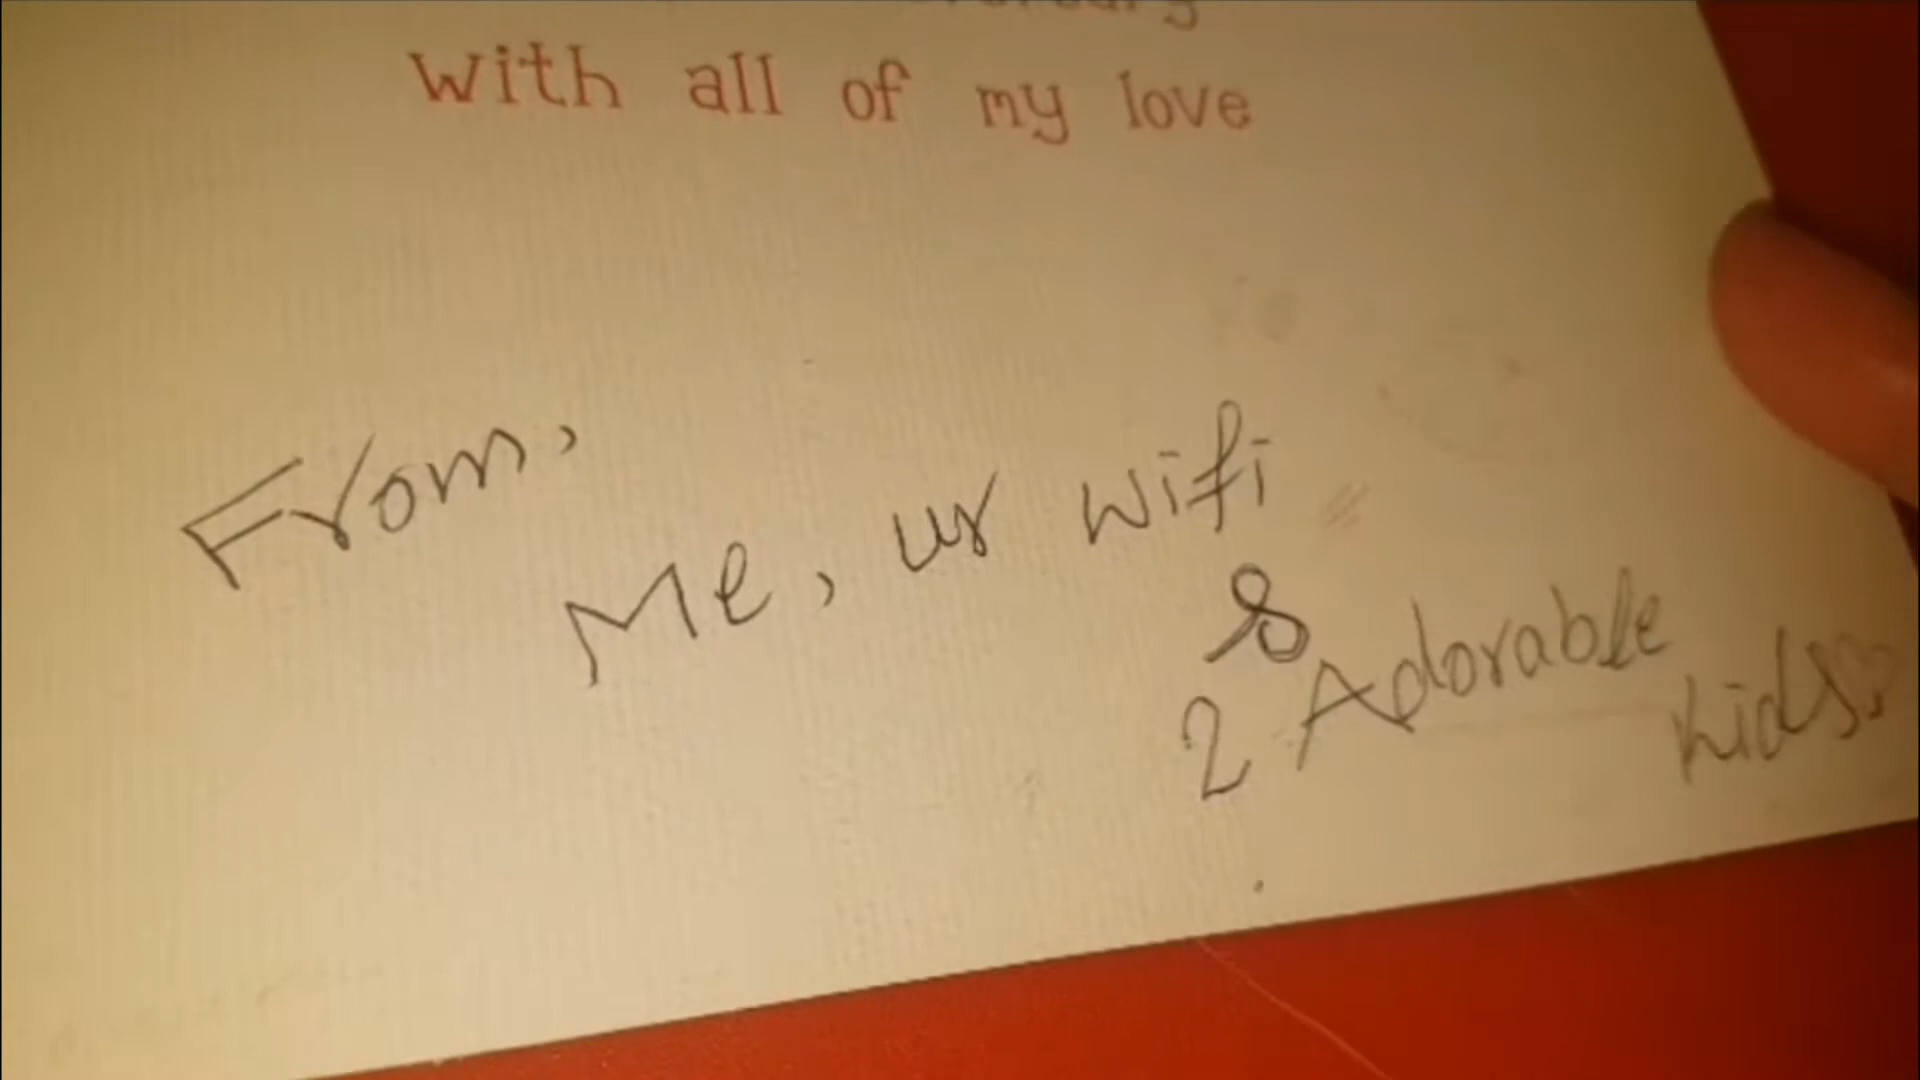 With all of my love
From,
Me, ur wifi
&
2 Adorable
kids